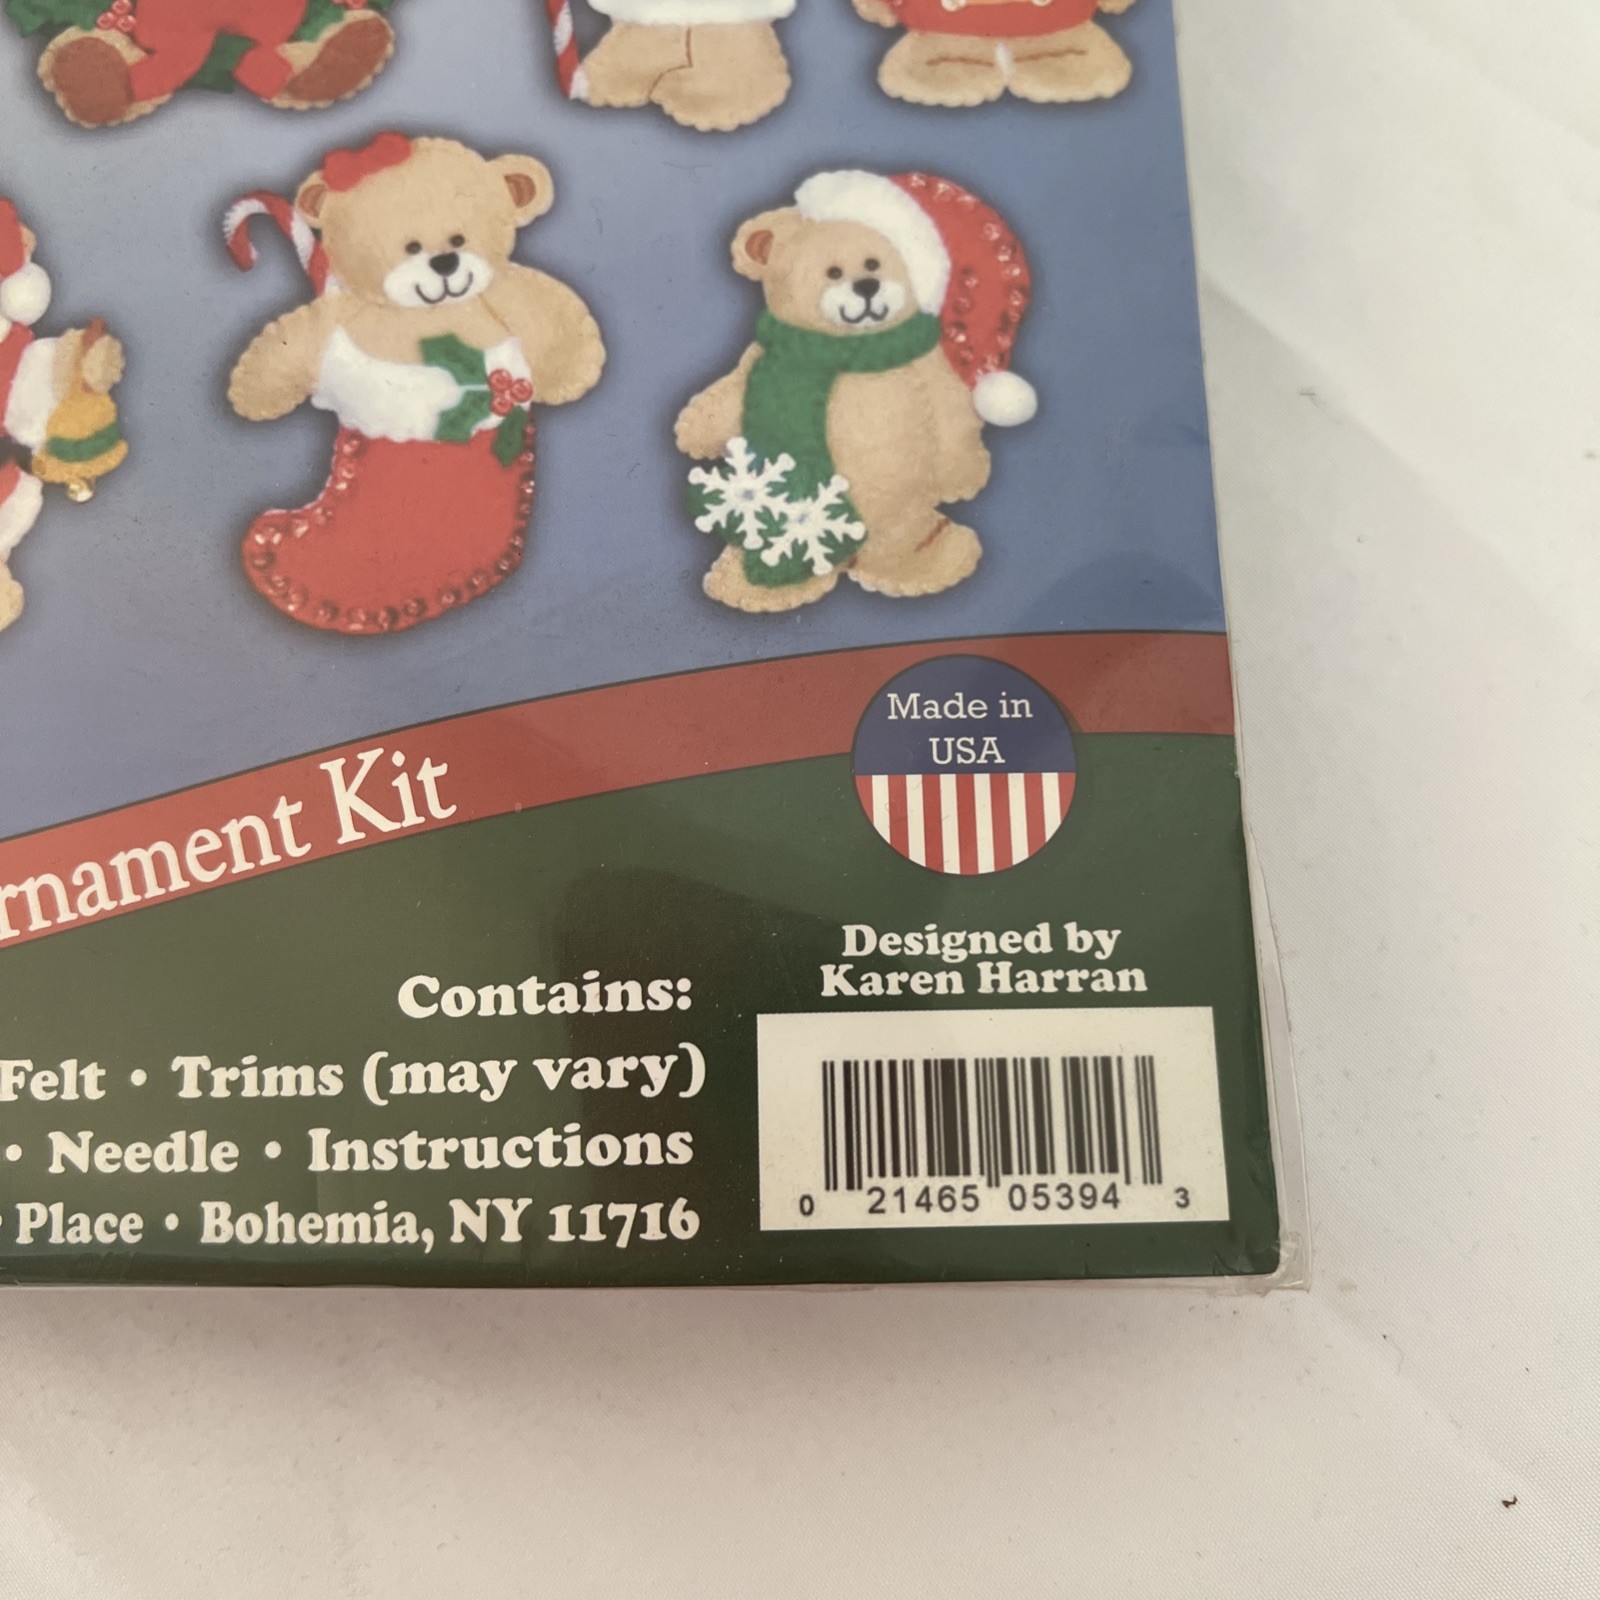 Made in
USA
Kit
Designed by
Karen Harran
Contains:
Felt • Trims (may vary)
• Needle • Instructions
Place • Bohemia, NY 11716
0 21465 05394 3